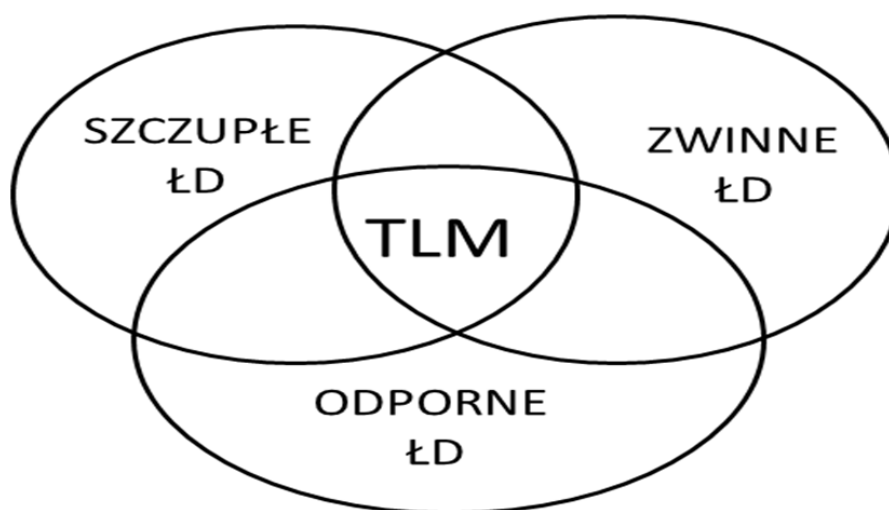 SZCZUPŁE
ŁD
ZWINNE
ŁD
TLM
ODPORNE
ŁD